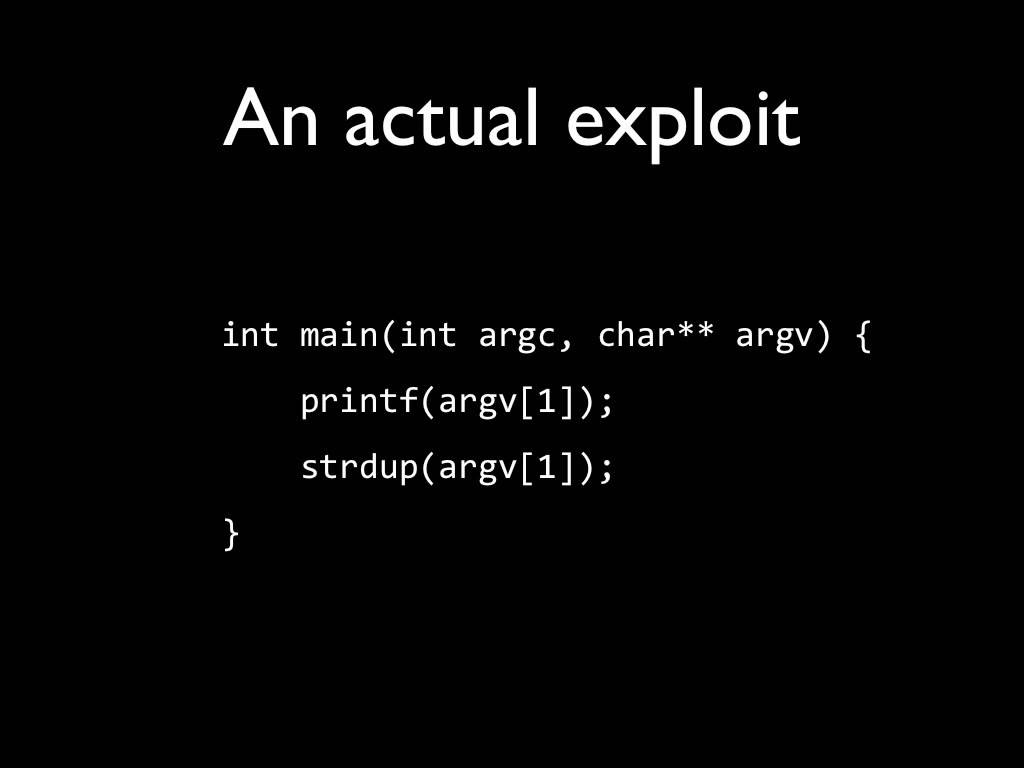 An actual exploit
int main(int argc, char** argv) {
    printf(argv[1]);
    strdup(argv[1]);
}